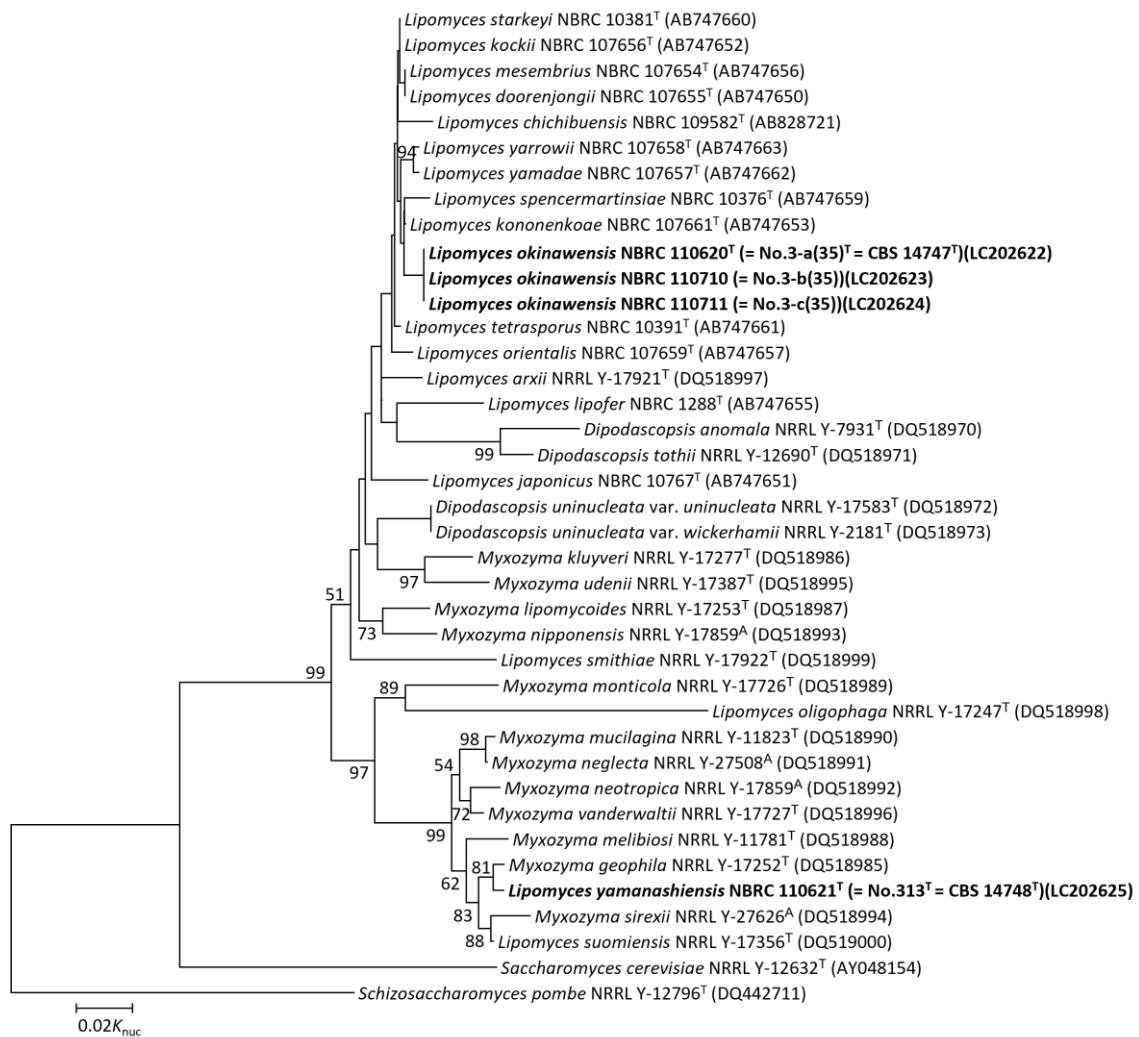 Lipomyces starkeyi NBRC 10381ᵀ (AB747660)
Lipomyces kockii NBRC 107656ᵀ (AB747652)
Lipomyces mesembrius NBRC 107654ᵀ (AB747656)
Lipomyces doorenjongii NBRC 107655ᵀ (AB747650)
Lipomyces chichibuensis NBRC 109582ᵀ (AB828721)
94 Lipomyces yarrowii NBRC 107658ᵀ (AB747663)
Lipomyces yamadae NBRC 107657ᵀ (AB747662)
Lipomyces spencermartinsiae NBRC 10376ᵀ (AB747659)
Lipomyces kononenkoae NBRC 107661ᵀ (AB747653)
Lipomyces okinawensis NBRC 110620ᵀ (= No.3-a(35)ᵀ = CBS 14747ᵀ)(LC202622)
Lipomyces okinawensis NBRC 110710 (= No.3-b(35))(LC202623)
Lipomyces okinawensis NBRC 110711 (= No.3-c(35))(LC202624)
Lipomyces tetrasporus NBRC 10391ᵀ (AB747661)
Lipomyces orientalis NBRC 107659ᵀ (AB747657)
Lipomyces arxii NRRL Y-17921ᵀ (DQ518997)
Lipomyces lipofer NBRC 1288ᵀ (AB747655)
Dipodascopsis anomala NRRL Y-7931ᵀ (DQ518970)
99 Dipodascopsis tothii NRRL Y-12690ᵀ (DQ518971)
Lipomyces japonicus NBRC 10767ᵀ (AB747651)
Dipodascopsis uninucleata var. uninucleata NRRL Y-17583ᵀ (DQ518972)
Dipodascopsis uninucleata var. wickerhamii NRRL Y-2181ᵀ (DQ518973)
Myxozyma kluyveri NRRL Y-17277ᵀ (DQ518986)
97 Myxozyma udenii NRRL Y-17387ᵀ (DQ518995)
51 Myxozyma lipomycoides NRRL Y-17253ᵀ (DQ518987)
73 Myxozyma nipponensis NRRL Y-17859ᴬ (DQ518993)
Lipomyces smithiae NRRL Y-17922ᵀ (DQ518999)
99
89 Myxozyma monticola NRRL Y-17726ᵀ (DQ518989)
Lipomyces oligophaga NRRL Y-17247ᵀ (DQ518998)
98 Myxozyma mucilagina NRRL Y-11823ᵀ (DQ518990)
97 54 Myxozyma neglecta NRRL Y-27508ᴬ (DQ518991)
Myxozyma neotropica NRRL Y-17859ᴬ (DQ518992)
72 Myxozyma vanderwaltii NRRL Y-17727ᵀ (DQ518996)
99 Myxozyma melibiosi NRRL Y-11781ᵀ (DQ518988)
81 Myxozyma geophila NRRL Y-17252ᵀ (DQ518985)
62 Lipomyces yamanashiensis NBRC 110621ᵀ (= No.313ᵀ = CBS 14748ᵀ)(LC202625)
83 Myxozyma sirexii NRRL Y-27626ᴬ (DQ518994)
88 Lipomyces suomiensis NRRL Y-17356ᵀ (DQ519000)
Saccharomyces cerevisiae NRRL Y-12632ᵀ (AY048154)
Schizosaccharomyces pombe NRRL Y-12796ᵀ (DQ442711)
0.02Knuc